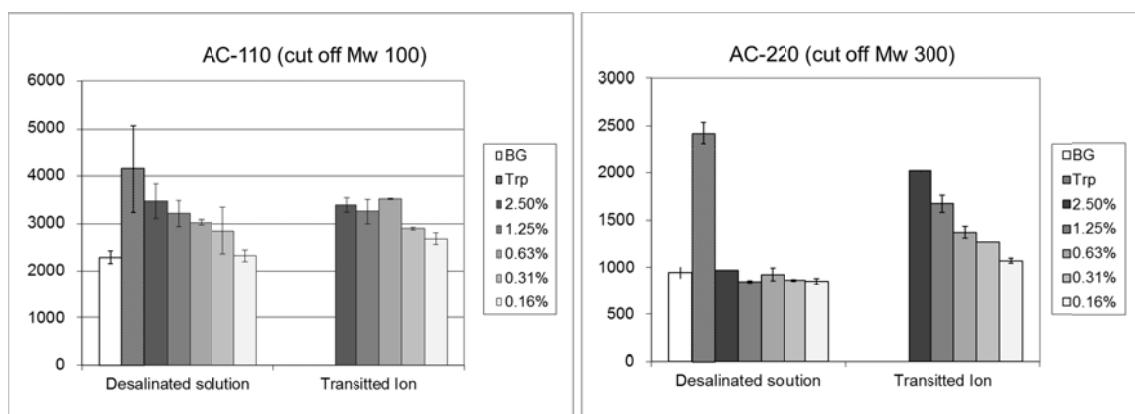 AC-110 (cut off Mw 100)
6000
5000
4000
3000
2000
1000
0
Desalinated solution
Transitted Ion
BG
Trp
2.50%
1.25%
0.63%
0.31%
0.16%
AC-220 (cut off Mw 300)
3000
2500
2000
1500
1000
500
0
Desalinated soution
Transitted Ion
BG
Trp
2.50%
1.25%
0.63%
0.31%
0.16%